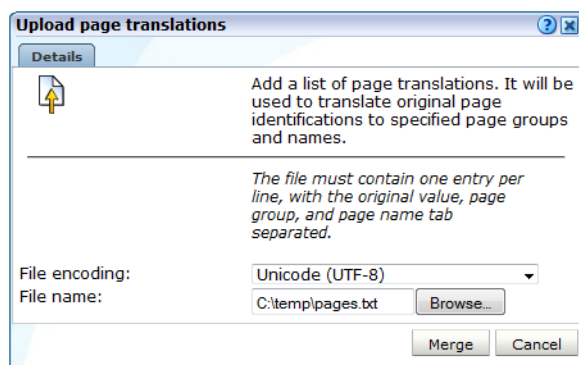 Upload page translations
Details
Add a list of page translations. It will be
used to translate original page
identifications to specified page groups
and names.
The file must contain one entry per
line, with the original value, page
group, and page name tab
separated.
File encoding: Unicode (UTF-8)
File name: C:\temp\pages.txt Browse...
Merge Cancel